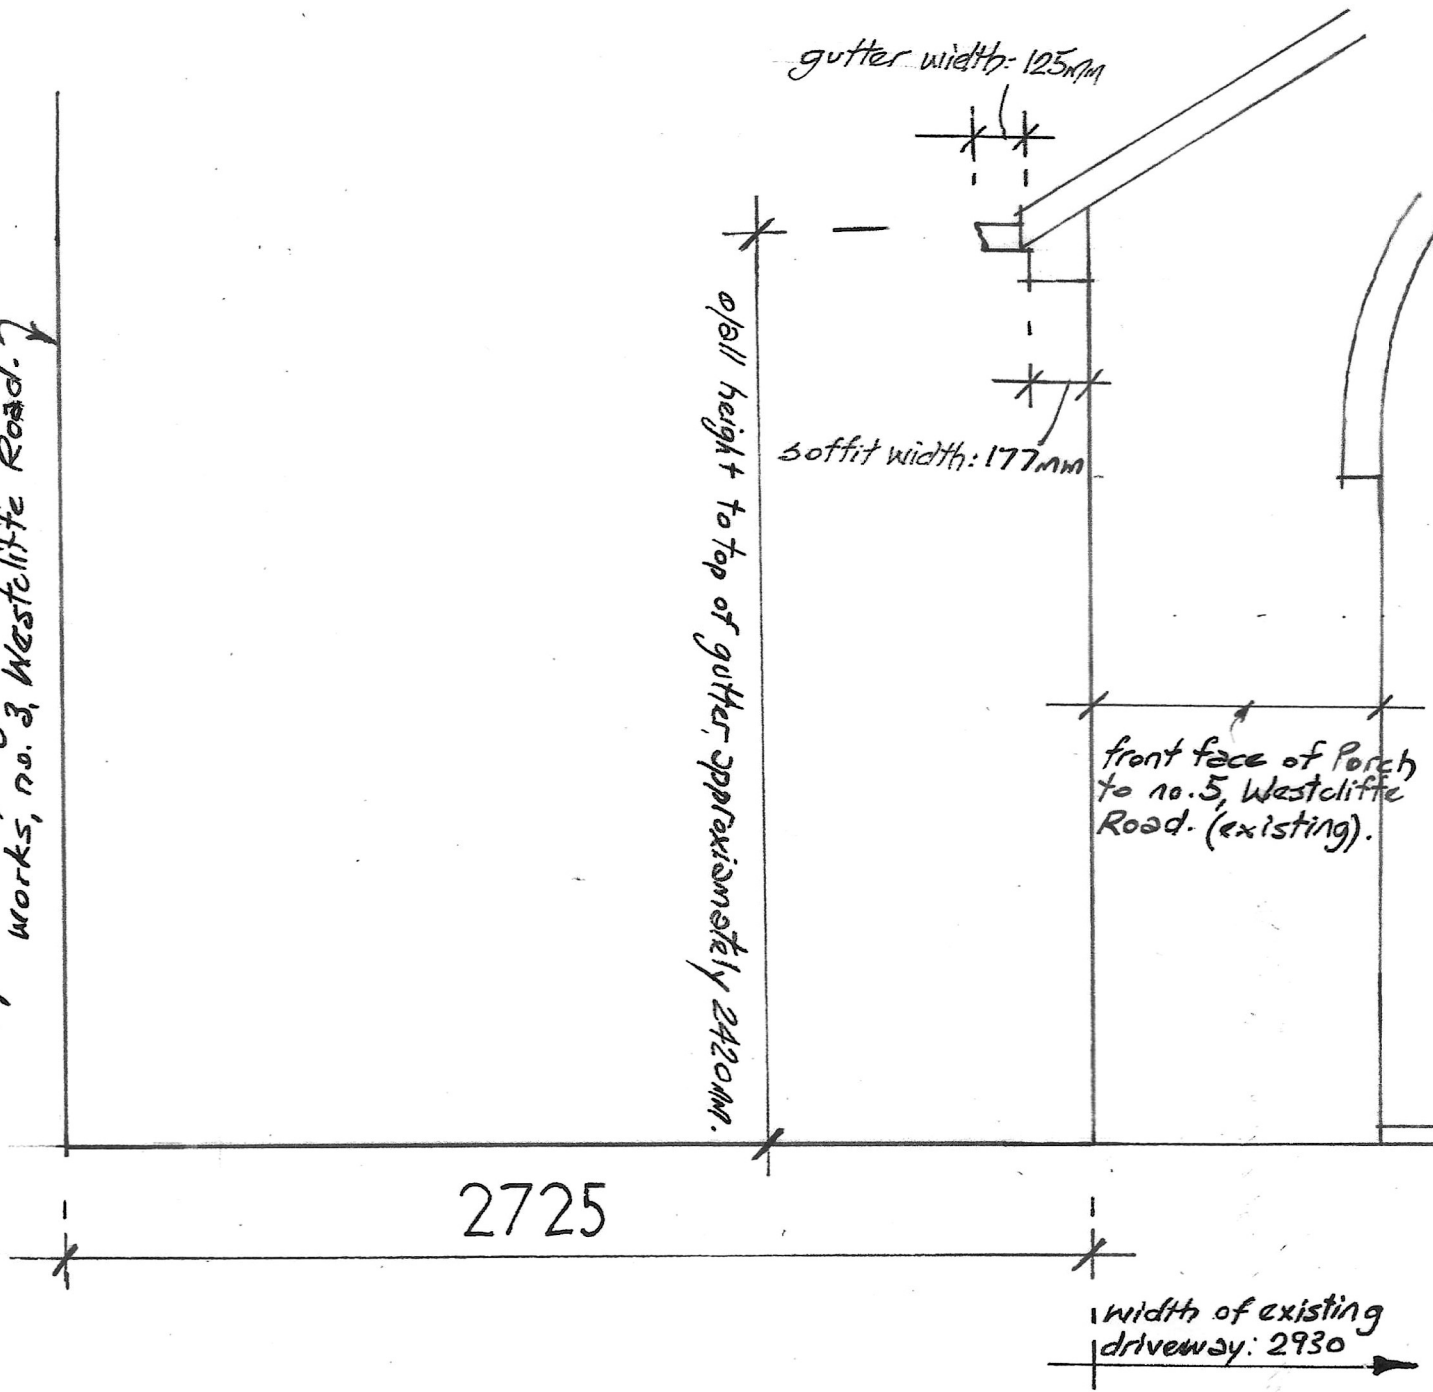 gutter width: 125mm
works, no. 3, Westcliffe Road.
o/all height to top of gutter, approxiamately 2420mm.
soffit width: 177mm
front face of Porch
to no. 5, Westcliffe
Road. (existing).
2725
width of existing
driveway: 2930